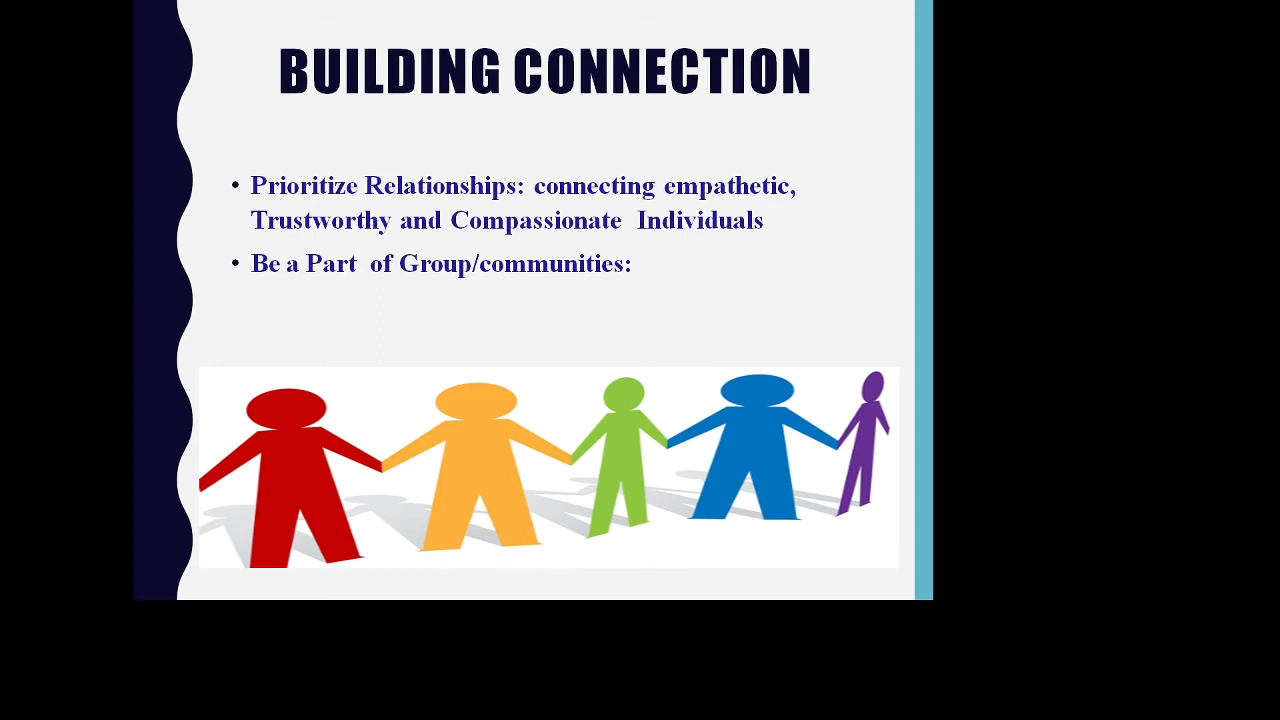 BUILDING CONNECTION
• Prioritize Relationships: connecting empathetic,
Trustworthy and Compassionate  Individuals
• Be a Part  of Group/communities: